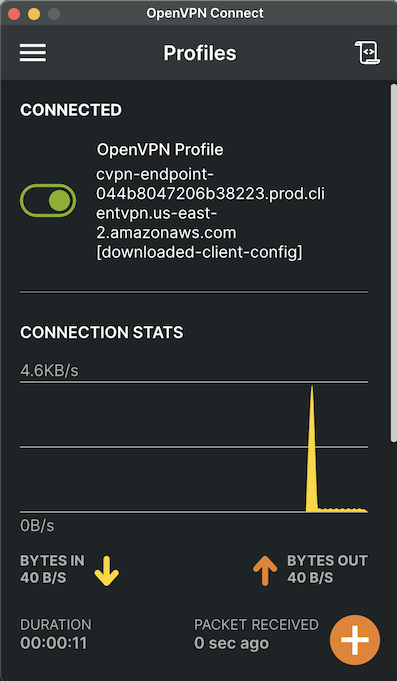 OpenVPN Connect
Profiles
CONNECTED
OpenVPN Profile
cvpn-endpoint-
044b8047206b38223.prod.cli
entvpn.us-east-
2.amazonaws.com
[downloaded-client-config]
CONNECTION STATS
4.6KB/s
0B/s
BYTES IN
40 B/S
BYTES OUT
40 B/S
DURATION
00:00:11
PACKET RECEIVED
0 sec ago